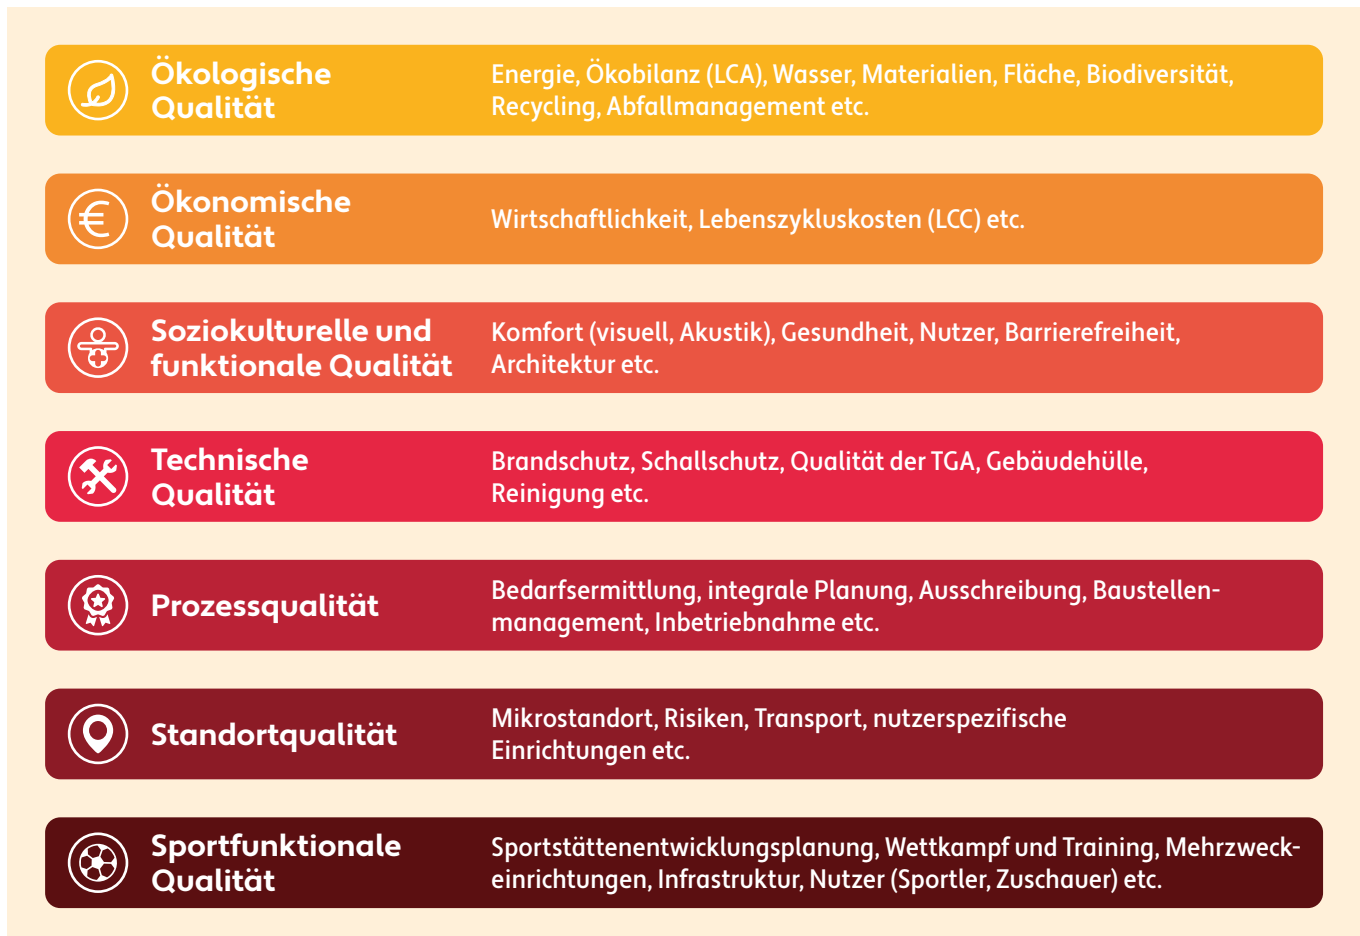 Ökologische
Qualität
Energie, Ökobilanz (LCA), Wasser, Materialien, Fläche, Biodiversität,
Recycling, Abfallmanagement etc.
Ökonomische
Qualität
Wirtschaftlichkeit, Lebenszykluskosten (LCC) etc.
Soziokulturelle und
funktionale Qualität
Komfort (visuell, Akustik), Gesundheit, Nutzer, Barrierefreiheit,
Architektur etc.
Technische
Qualität
Brandschutz, Schallschutz, Qualität der TGA, Gebäudehülle,
Reinigung etc.
Prozessqualität
Bedarfsermittlung, integrale Planung, Ausschreibung, Baustellen-
management, Inbetriebnahme etc.
Standortqualität
Mikrostandort, Risiken, Transport, nutzerspezifische
Einrichtungen etc.
Sportfunktionale
Qualität
Sportstättenentwicklungsplanung, Wettkampf und Training, Mehrzweck-
einrichtungen, Infrastruktur, Nutzer (Sportler, Zuschauer) etc.